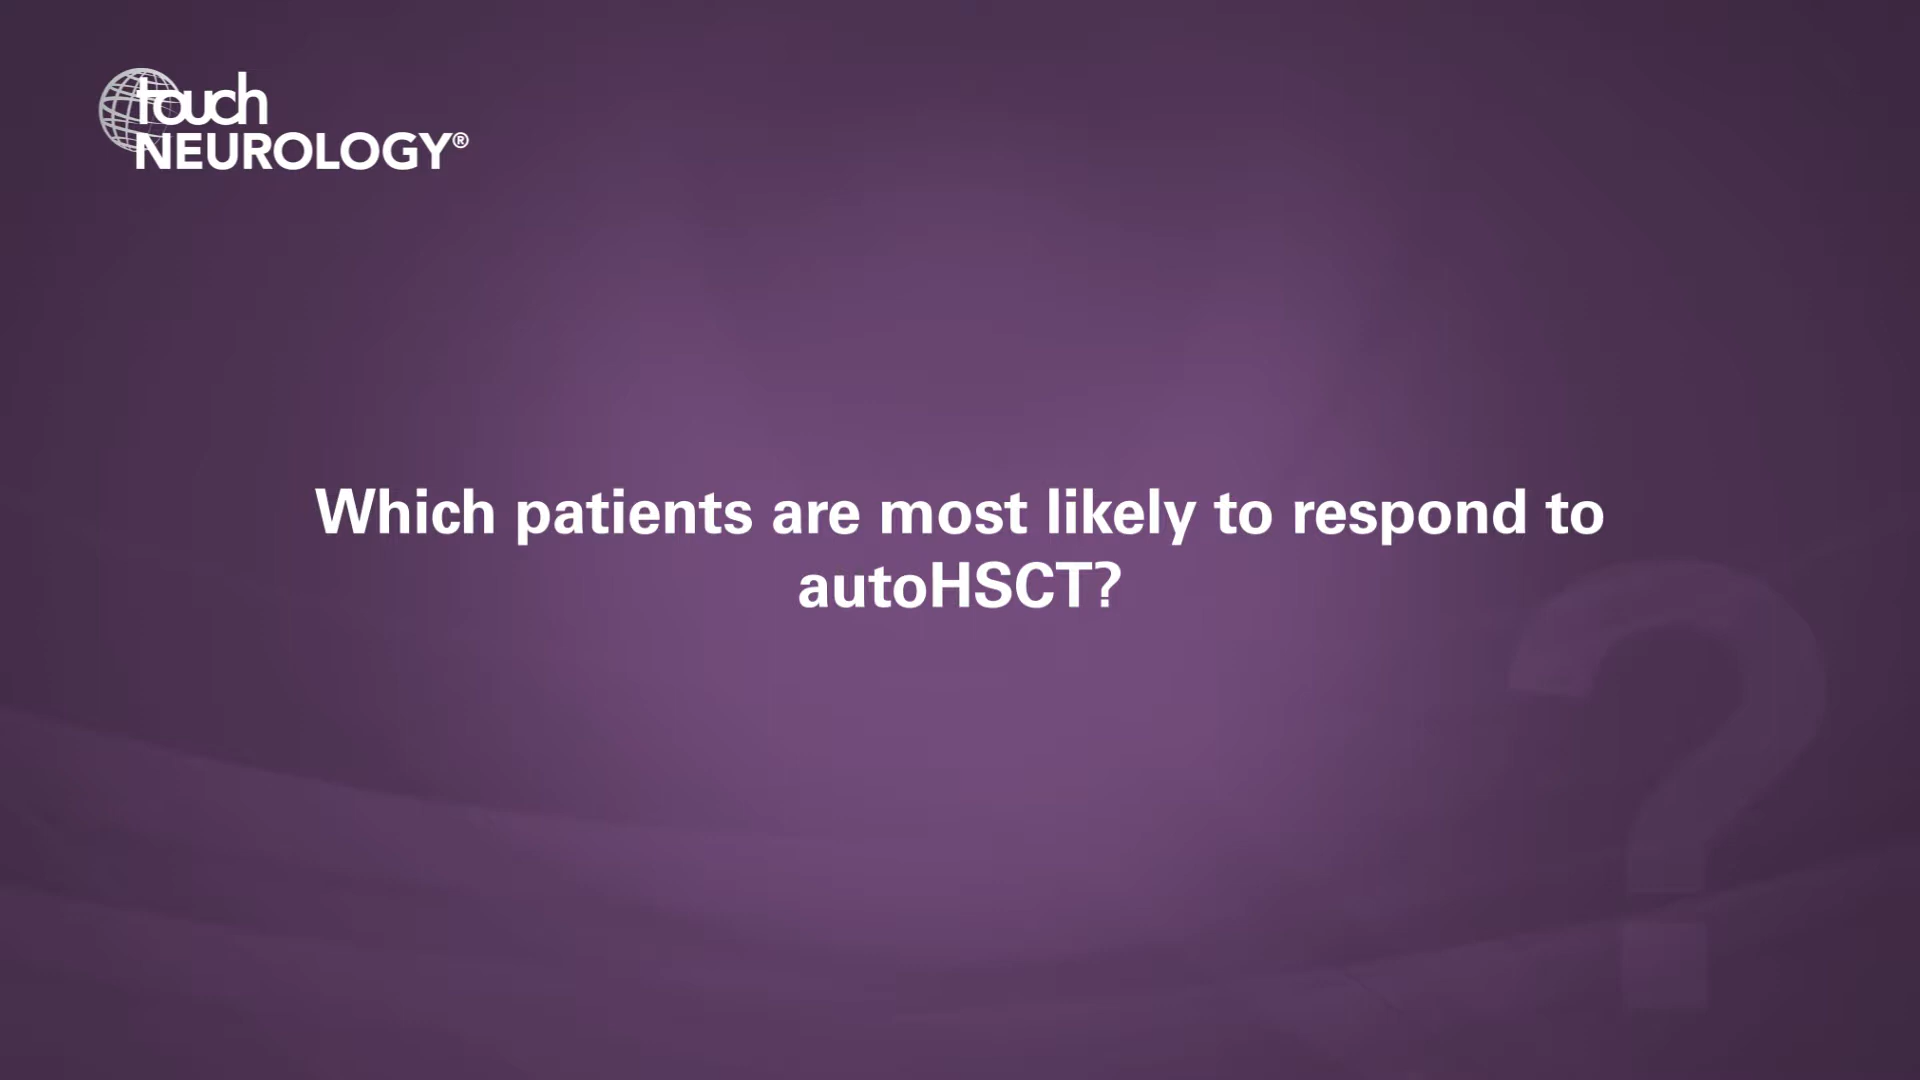 touch
NEUROLOGY®
Which patients are most likely to respond to
autoHSCT?